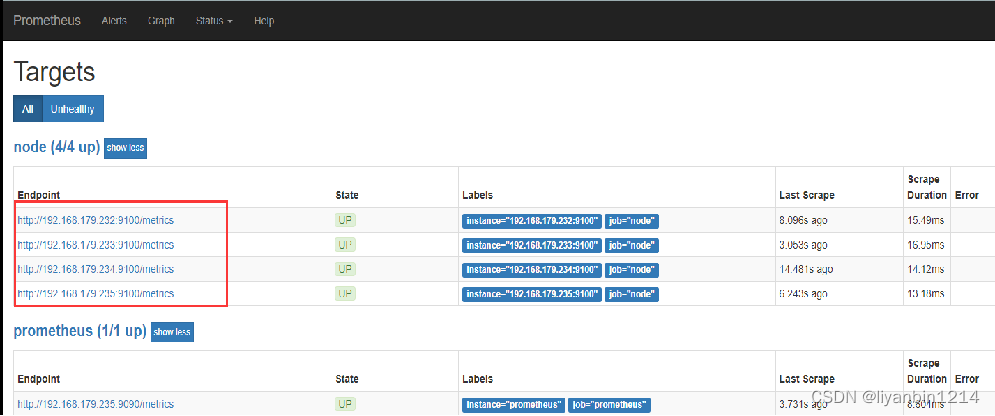 Prometheus Alerts Graph Status Help
Targets
All Unhealthy
node (4/4 up) show less
Endpoint State Labels Last Scrape Scrape Duration Error
http://192.168.179.232:9100/metrics UP instance="192.168.179.232:9100" job="node" 8.096s ago 15.49ms
http://192.168.179.233:9100/metrics UP instance="192.168.179.233:9100" job="node" 3.053s ago 15.95ms
http://192.168.179.234:9100/metrics UP instance="192.168.179.234:9100" job="node" 14.481s ago 14.12ms
http://192.168.179.235:9100/metrics UP instance="192.168.179.235:9100" job="node" 6.243s ago 13.18ms
prometheus (1/1 up) show less
Endpoint State Labels Last Scrape Scrape Duration Error
http://192.168.179.235:9090/metrics UP instance="prometheus" job="prometheus" 3.731s ago
CSDN @liyanbin1214